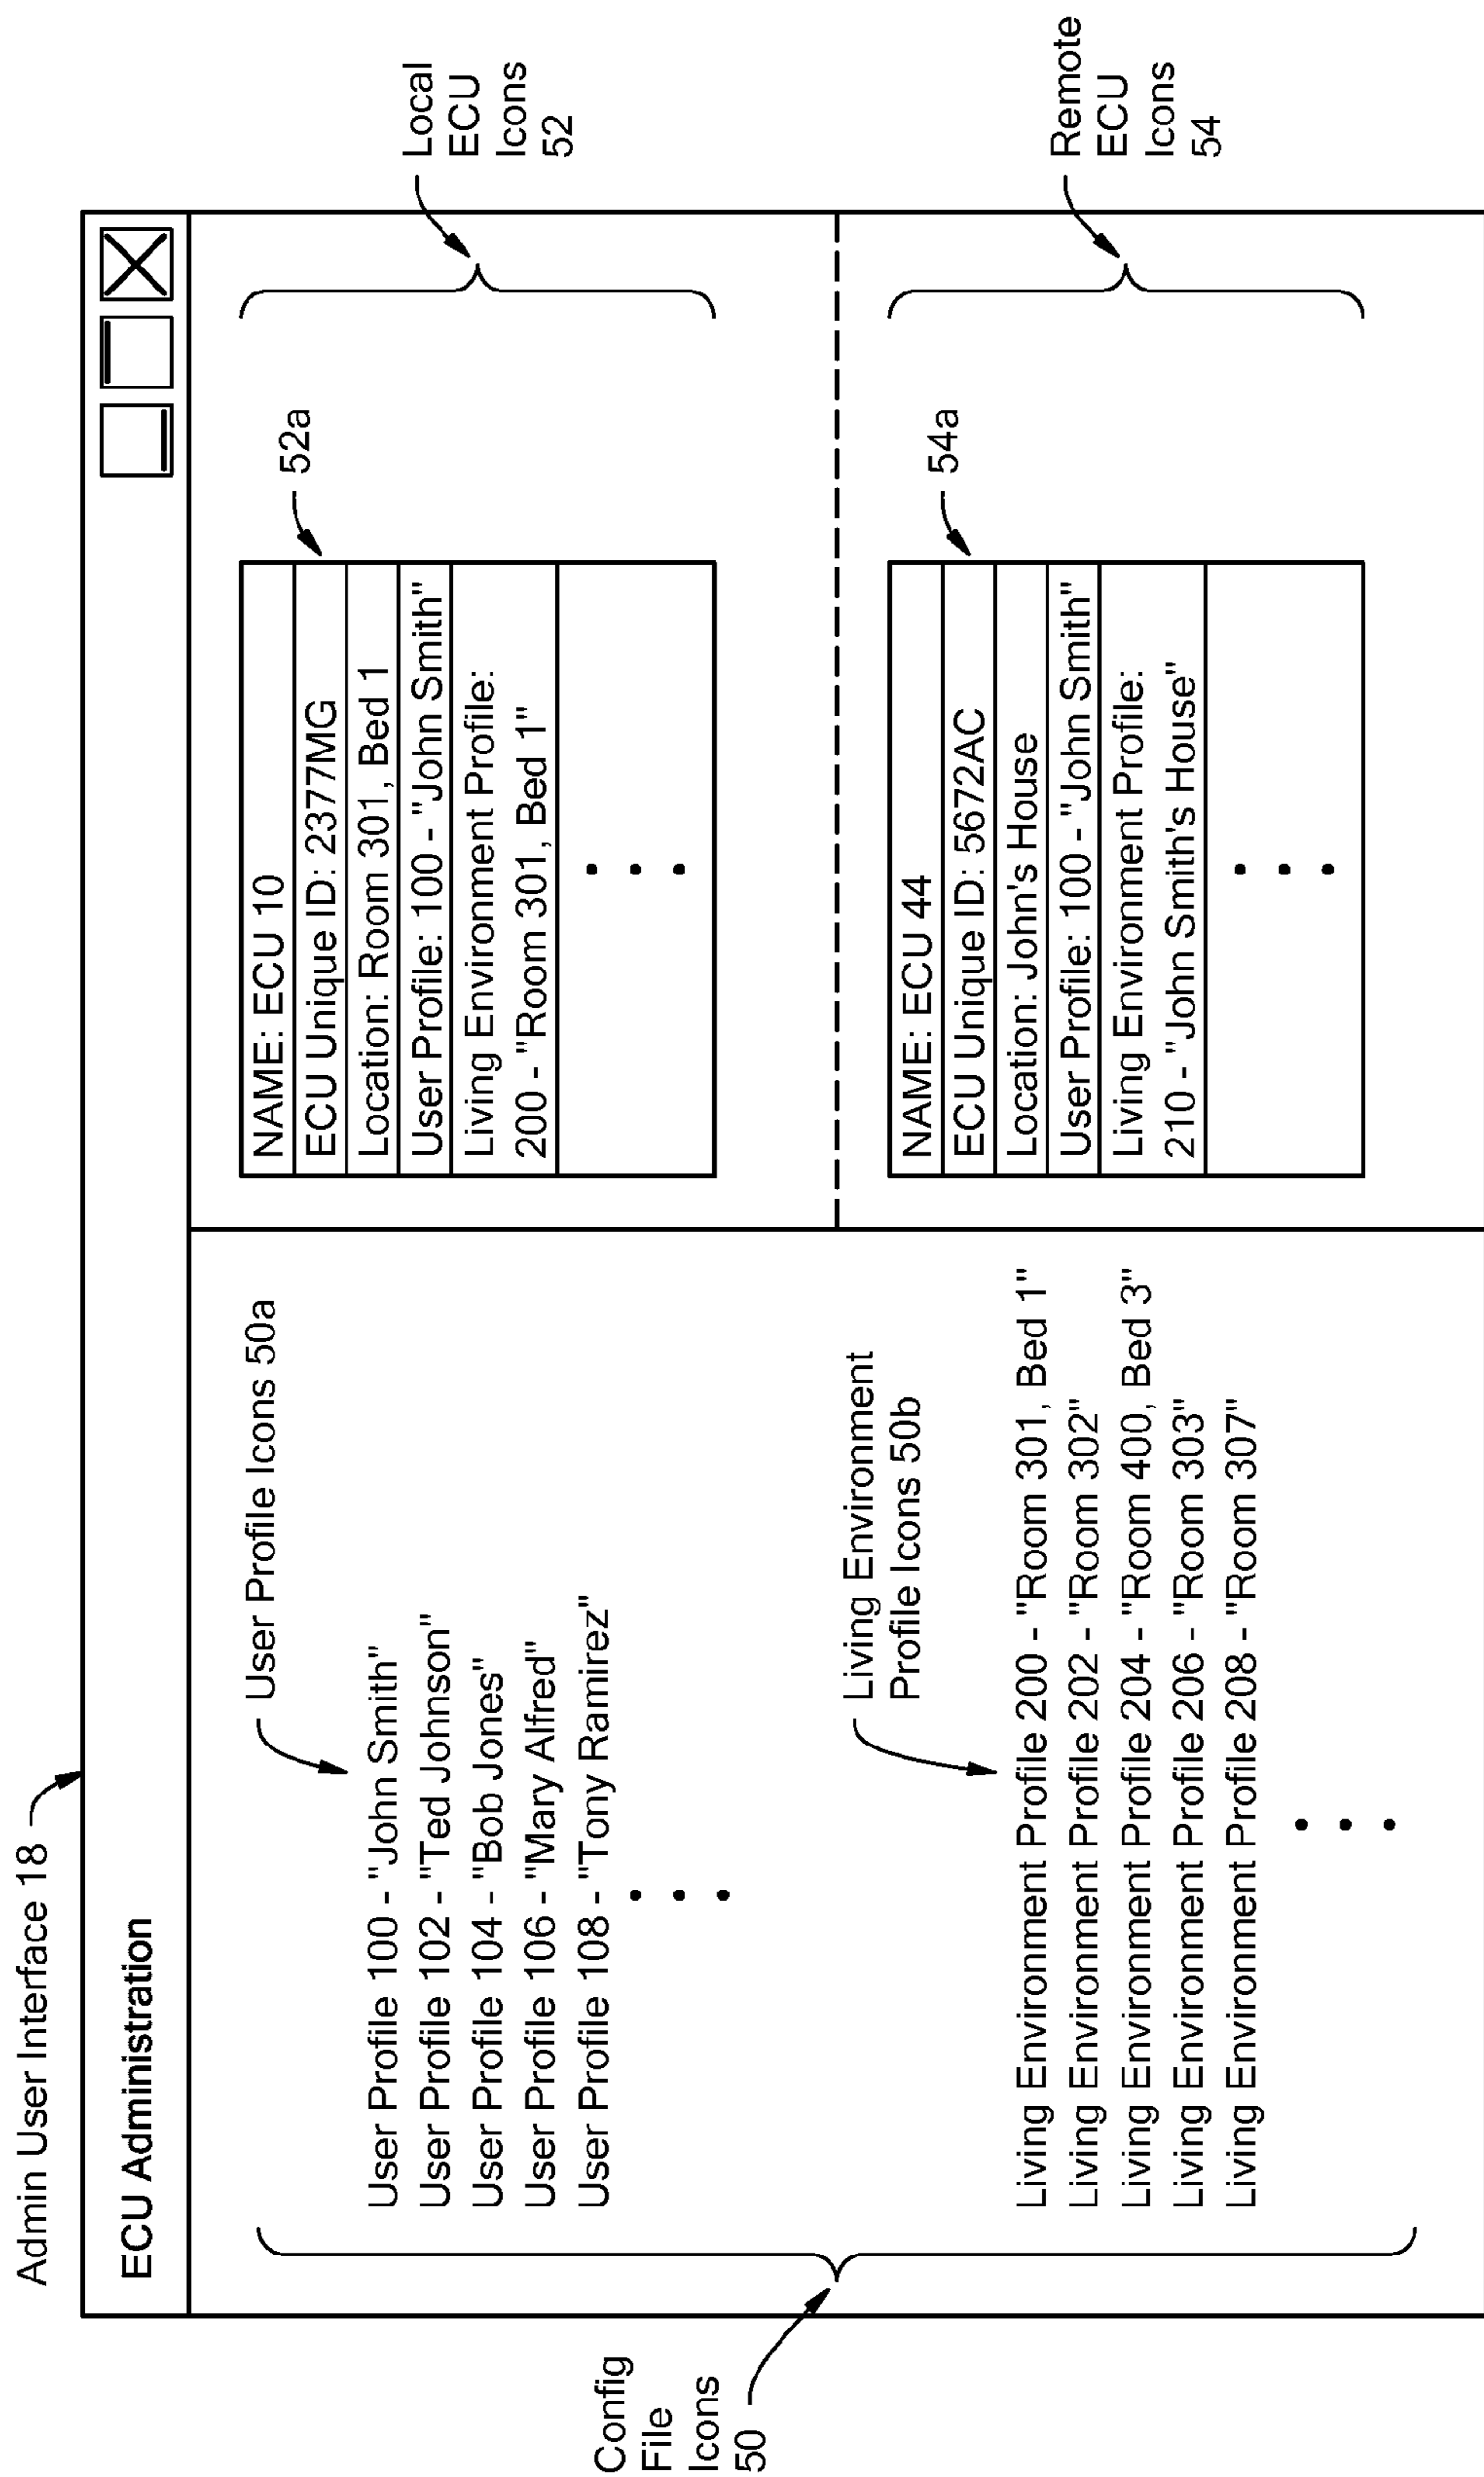 Admin User Interface 18
ECU Administration
Config
File
Icons
50
User Profile Icons 50a
User Profile 100 - "John Smith"
User Profile 102 - "Ted Johnson"
User Profile 104 - "Bob Jones"
User Profile 106 - "Mary Alfred"
User Profile 108 - "Tony Ramirez"
Living Environment
Profile Icons 50b
Living Environment Profile 200 - "Room 301, Bed 1"
Living Environment Profile 202 - "Room 302"
Living Environment Profile 204 - "Room 400, Bed 3"
Living Environment Profile 206 - "Room 303"
Living Environment Profile 208 - "Room 307"
52a
NAME: ECU 10
ECU Unique ID: 2377MG
Location: Room 301, Bed 1
User Profile: 100 - "John Smith"
Living Environment Profile:
200 - "Room 301, Bed 1"
Local
ECU
Icons
52
54a
NAME: ECU 44
ECU Unique ID: 5672AC
Location: John's House
User Profile: 100 - "John Smith"
Living Environment Profile:
210 - "John Smith's House"
Remote
ECU
Icons
54